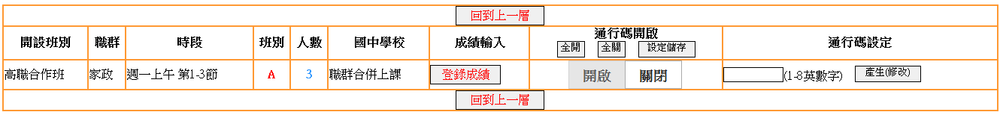 回到上一層
開設班別 職群 時段 班別 人數 國中學校 成績輸入 通行碼開啟 通行碼設定
全開 全關 設定儲存
高職合作班 家政 週一上午 第1-3節 A 3 職群合併上課 登錄成績 開啟 關閉 (1-8英數字) 產生(修改)
回到上一層